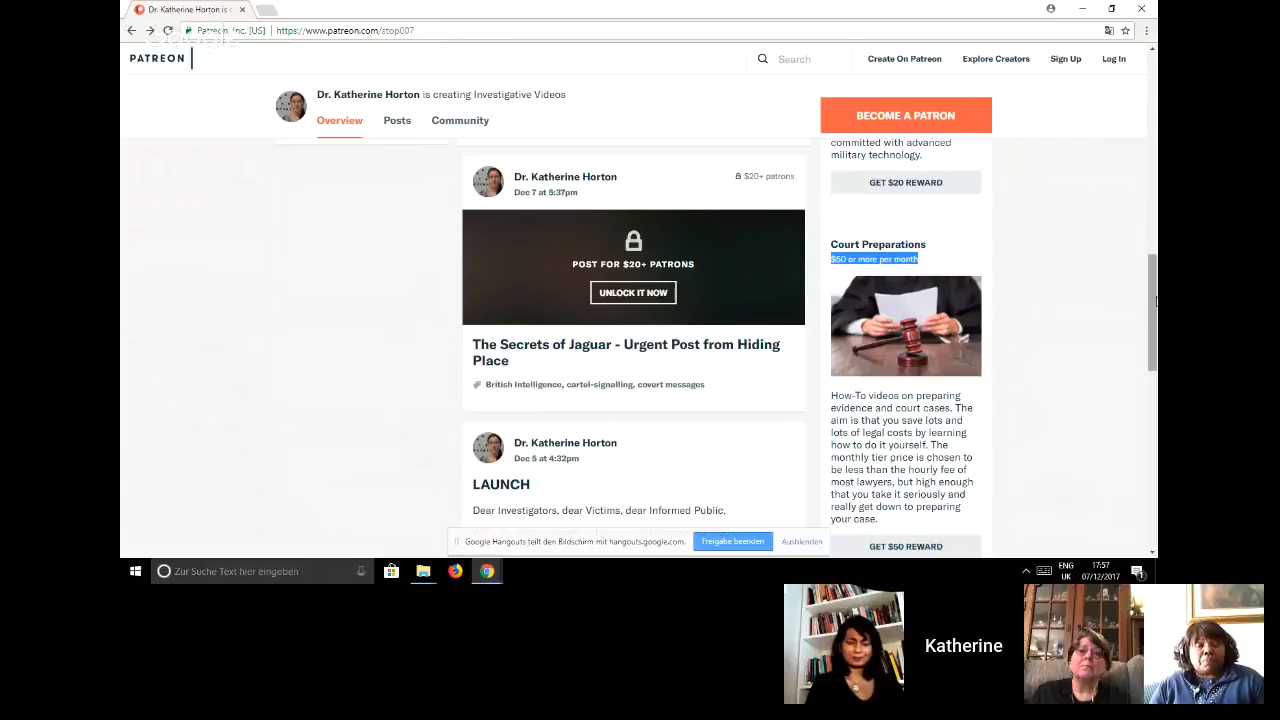 Dr. Katherine Horton is c
Patreon, Inc. [US] https://www.patreon.com/stop007
PATREON
Search
Create On Patreon Explore Creators Sign Up Log In
Dr. Katherine Horton is creating Investigative Videos
Overview Posts Community
BECOME A PATRON
committed with advanced
military technology.
GET $20 REWARD
Dr. Katherine Horton
Dec 7 at 5:37pm
$20+ patrons
POST FOR $20+ PATRONS
UNLOCK IT NOW
The Secrets of Jaguar - Urgent Post from Hiding
Place
British Intelligence, cartel-signalling, covert messages
Dr. Katherine Horton
Dec 5 at 4:32pm
LAUNCH
Dear Investigators, dear Victims, dear Informed Public,
Court Preparations
$50 or more per month
How-To videos on preparing
evidence and court cases. The
aim is that you save lots and
lots of legal costs by learning
how to do it yourself. The
monthly tier price is chosen to
be less than the hourly fee of
most lawyers, but high enough
that you take it seriously and
really get down to preparing
your case.
GET $50 REWARD
Google Hangouts teilt den Bildschirm mit hangouts.google.com.
Freigabe beenden
Ausblenden
Zur Suche Text hier eingeben
ENG
UK
17:57
07/12/2017
1
Katherine